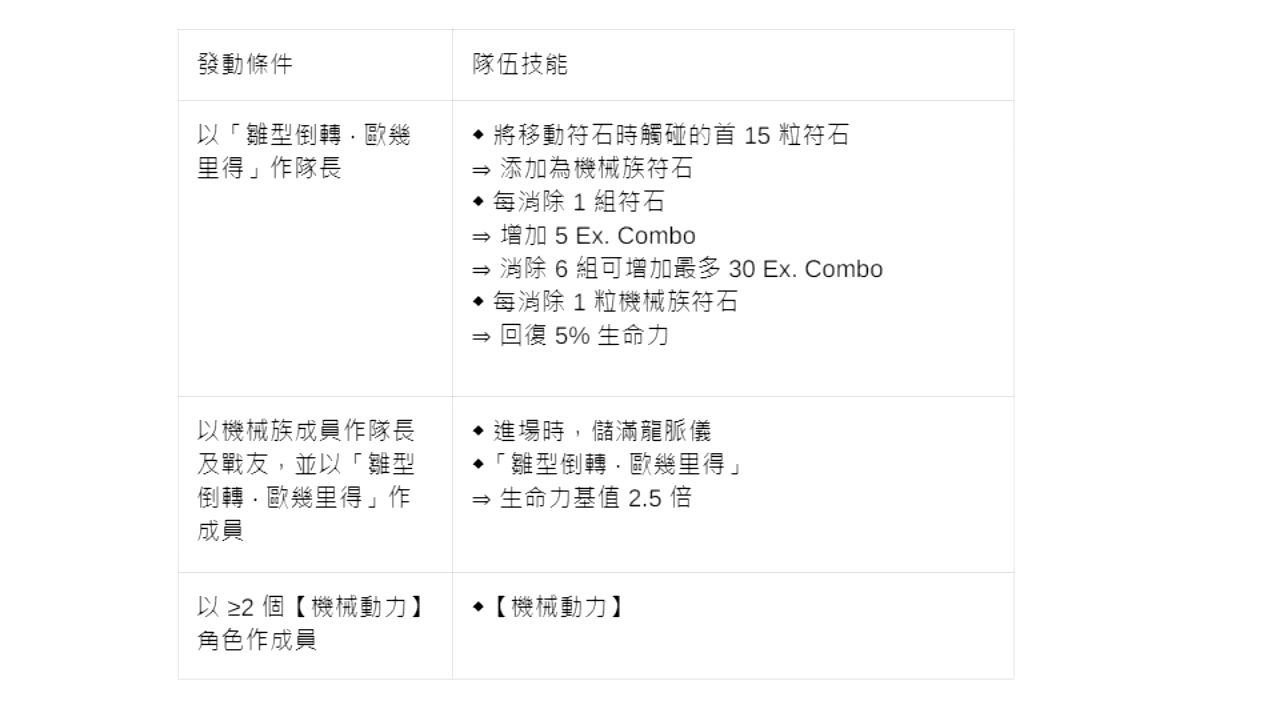 發動條件
隊伍技能
以「雛型倒轉 ‧ 歐幾
里得」作隊長
◆ 將移動符石時觸碰的首 15 粒符石
⇒ 添加為機械族符石
◆ 每消除 1 組符石
⇒ 增加 5 Ex. Combo
⇒ 消除 6 組可增加最多 30 Ex. Combo
◆ 每消除 1 粒機械族符石
⇒ 回復 5% 生命力
以機械族成員作隊長
及戰友，並以「雛型
倒轉 ‧ 歐幾里得」作
成員
◆ 進場時，儲滿龍脈儀
◆「雛型倒轉 ‧ 歐幾里得」
⇒ 生命力基值 2.5 倍
以 ≥2 個【機械動力】
角色作成員
◆【機械動力】